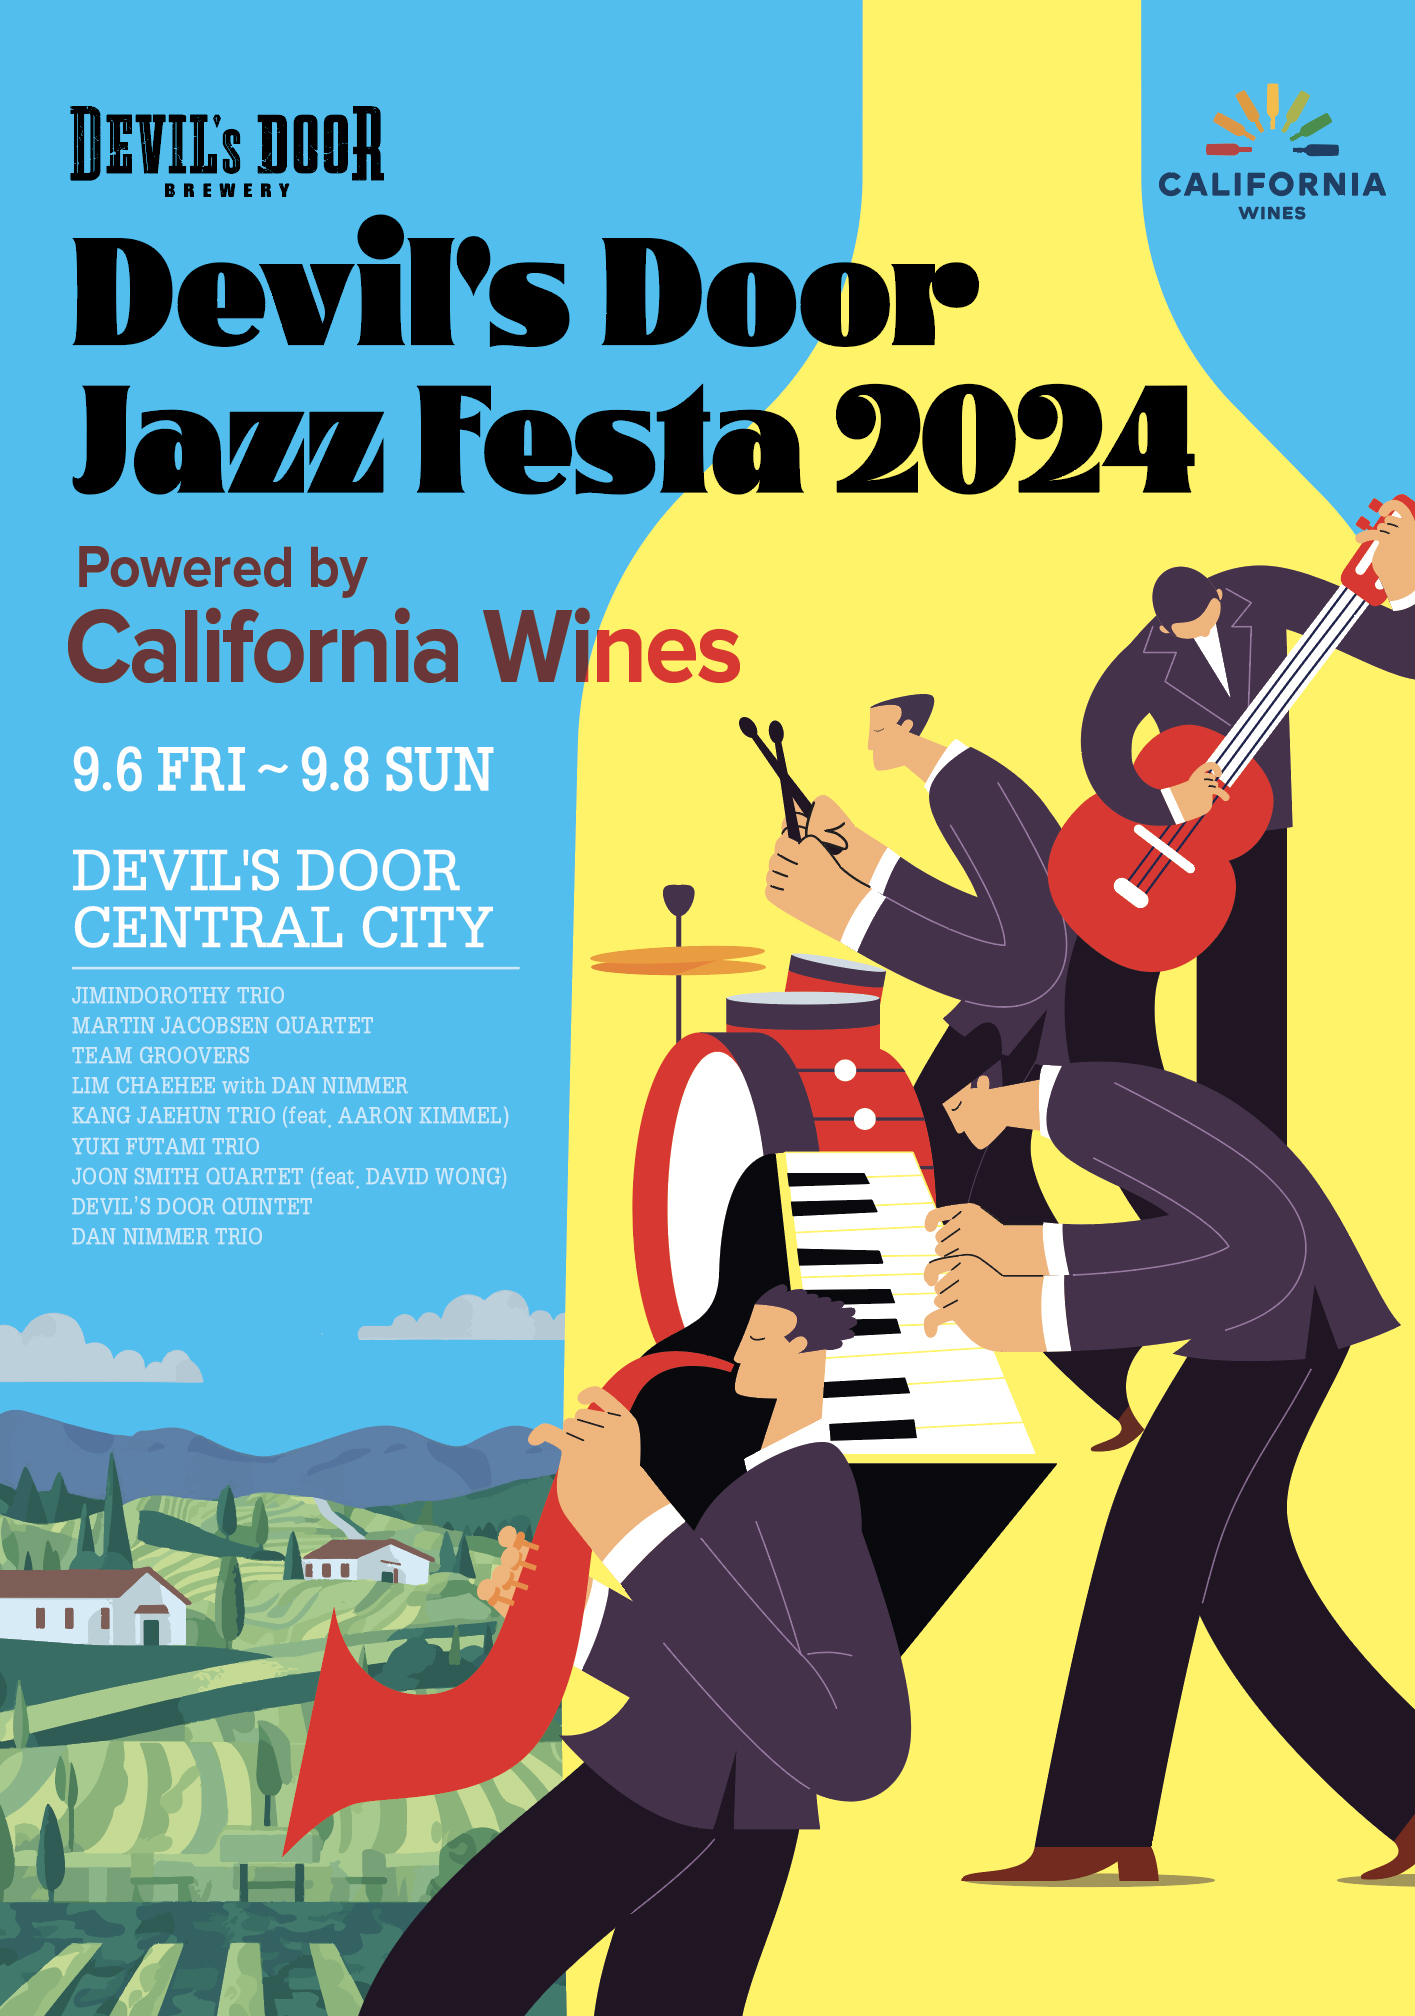 DEVIL's DOOR
BREWERY
CALIFORNIA
WINES
Devil's Door
Jazz Festa 2024
Powered by
California Wines
9.6 FRI ~ 9.8 SUN
DEVIL'S DOOR
CENTRAL CITY
JIMINDOROTHY TRIO
MARTIN JACOBSEN QUARTET
TEAM GROOVERS
LIM CHAEHEE with DAN NIMMER
KANG JAEHUN TRIO (feat. AARON KIMMEL)
YUKI FUTAMI TRIO
JOON SMITH QUARTET (feat. DAVID WONG)
DEVIL'S DOOR QUINTET
DAN NIMMER TRIO